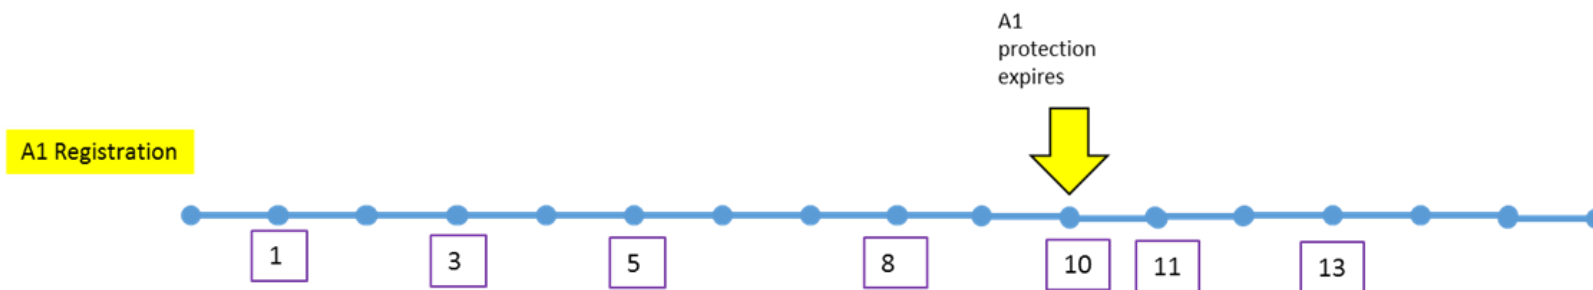 A1
protection
expires
A1 Registration
1 3 5 8 10 11 13